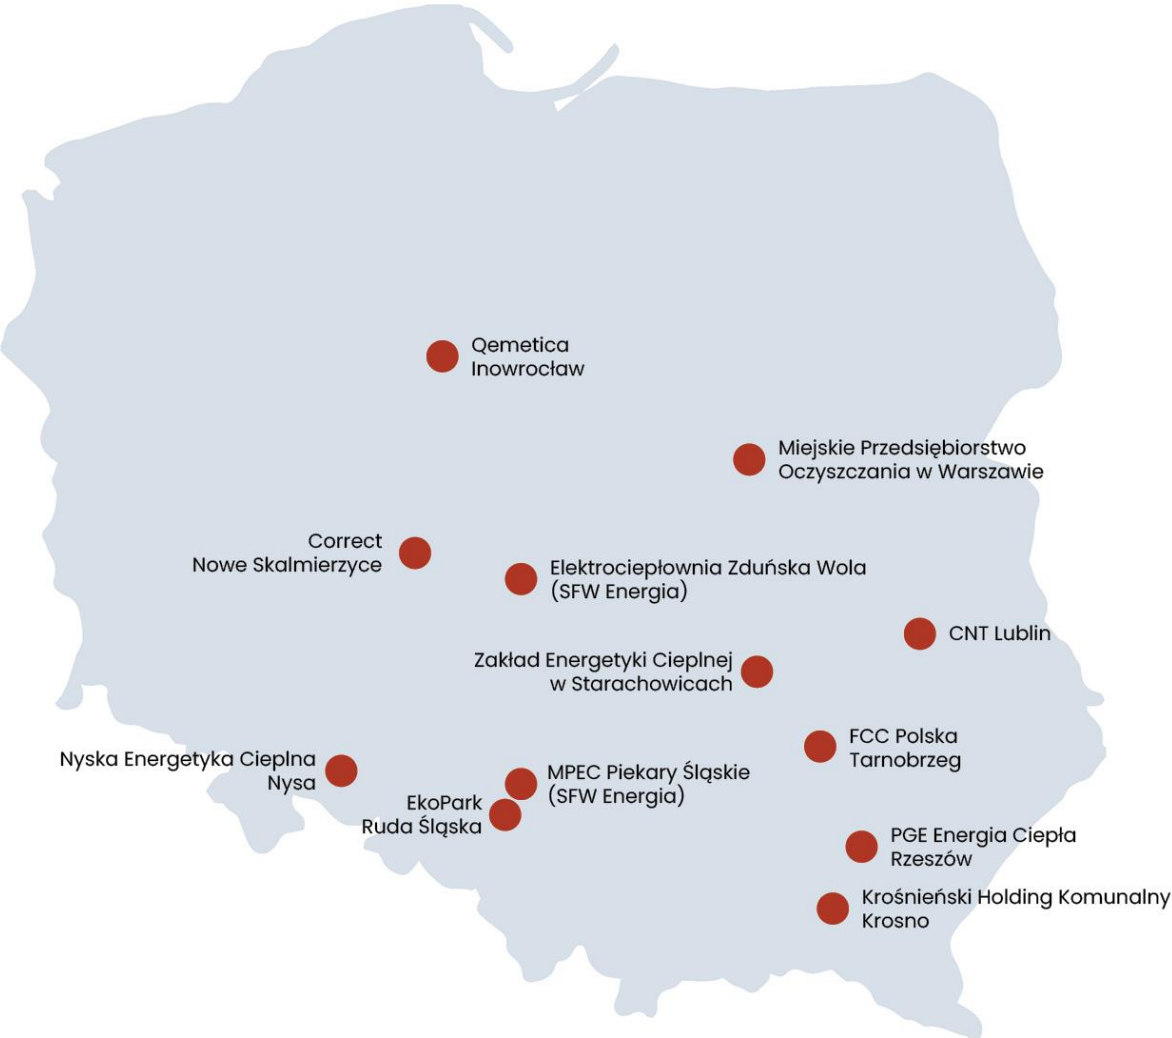 Qemetica
Inowrocław
Miejskie Przedsiębiorstwo
Oczyszczania w Warszawie
Correct
Nowe Skalmierzyce
Elektrociepłownia Zduńska Wola
(SFW Energia)
CNT Lublin
Zakład Energetyki Cieplnej
w Starachowicach
FCC Polska
Tarnobrzeg
Nyska Energetyka Cieplna
Nysa
MPEC Piekary Śląskie
(SFW Energia)
EkoPark
Ruda Śląska
PGE Energia Ciepła
Rzeszów
Krośnieński Holding Komunalny
Krosno